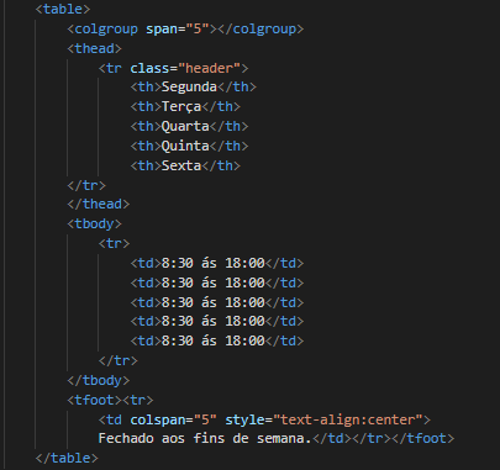 <table>
<colgroup span="5"></colgroup>
<thead>
<tr class="header">
<th>Segunda</th>
<th>Terça</th>
<th>Quarta</th>
<th>Quinta</th>
<th>Sexta</th>
</tr>
</thead>
<tbody>
<tr>
<td>8:30 ás 18:00</td>
<td>8:30 ás 18:00</td>
<td>8:30 ás 18:00</td>
<td>8:30 ás 18:00</td>
<td>8:30 ás 18:00</td>
</tr>
</tbody>
<tfoot><tr>
<td colspan="5" style="text-align:center">
Fechado aos fins de semana.</td></tr></tfoot>
</table>